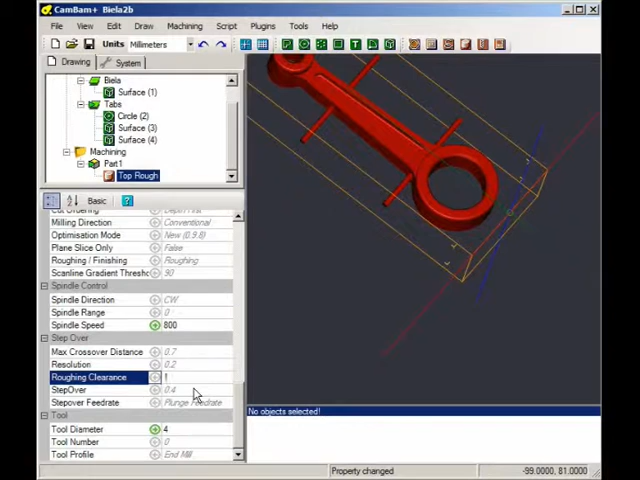 CamBam+ Biela2b
File View Edit Draw Machining Script Plugins Tools Help
Units Millimeters
Drawing System
Biela
Surface (1)
Tabs
Circle (2)
Surface (3)
Surface (4)
Machining
Part1
Top Rough
Basic
Cut Ordering Depth First
Milling Direction Conventional
Optimisation Mode New (0.9.8)
Plane Slice Only False
Roughing / Finishing Roughing
Scanline Gradient Thresho 90
Spindle Control
Spindle Direction CW
Spindle Range 0
Spindle Speed 800
Step Over
Max Crossover Distance 0.7
Resolution 0.2
Roughing Clearance
StepOver 0.4
Stepover Feedrate Plunge Feedrate
Tool
Tool Diameter 4
Tool Number 0
Tool Profile End Mill
No objects selected!
Property changed -99.0000, 81.0000